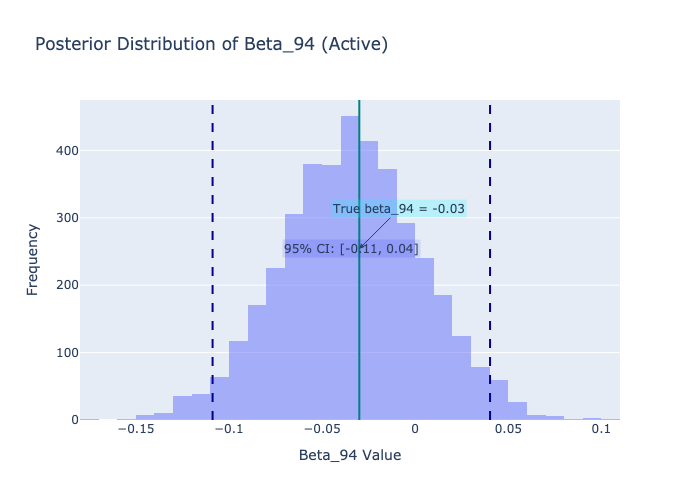 Posterior Distribution of Beta_94 (Active)
Frequency
400
300
200
100
0
True beta_94 = -0.03
95% CI: [-0.11, 0.04]
−0.15
−0.1
−0.05
0
0.05
0.1
Beta_94 Value